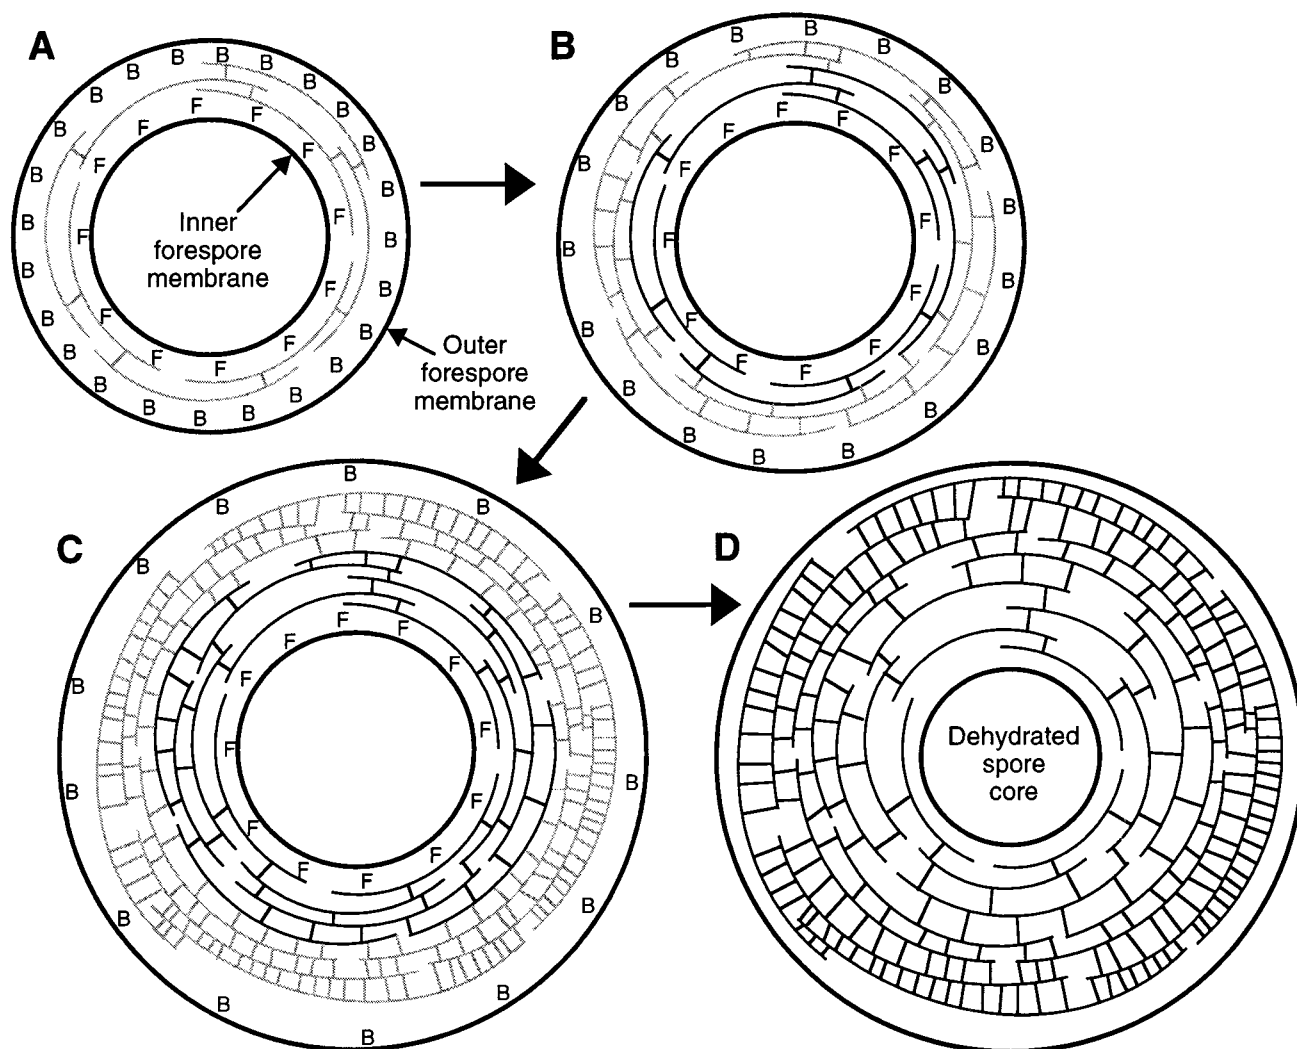 A
B B B B B B B B B B B B B B B B B B B B B B B B B
F F F F F F F F F F F F
Inner
forespore
membrane
Outer
forespore
membrane
B
B B B B B B B B B B B B B B B B B
F F F F F F F F F F F F
C
B B B B B B B B B B B B B
F F F F F F F F F F F F
D
Dehydrated
spore
core